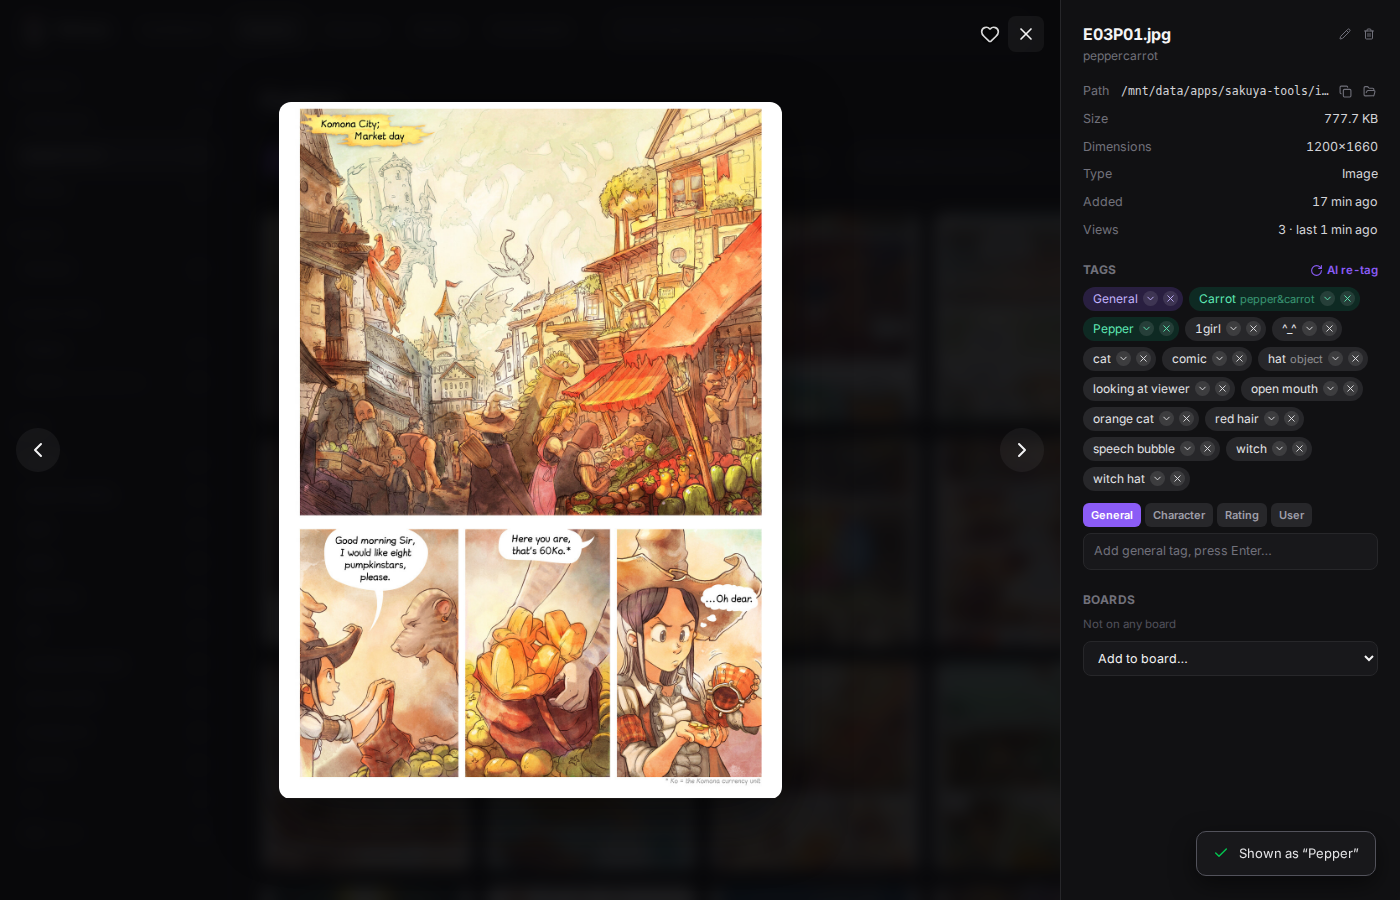 Komona City;
Market day
Good morning Sir,
I would like eight
pumpkinstars,
please.
Here you are,
that's 60Ko.*
...Oh dear.
* Ko = the Komona currency unit
E03P01.jpg
peppercarrot
Path /mnt/data/apps/sakuya-tools/i…
Size 777.7 KB
Dimensions 1200×1660
Type Image
Added 17 min ago
Views 3 · last 1 min ago
TAGS AI re-tag
General Carrot pepper&carrot
Pepper 1girl ^_^
cat comic hat object
looking at viewer open mouth
orange cat red hair
speech bubble witch
witch hat
General Character Rating User
Add general tag, press Enter...
BOARDS
Not on any board
Add to board...
Shown as “Pepper”